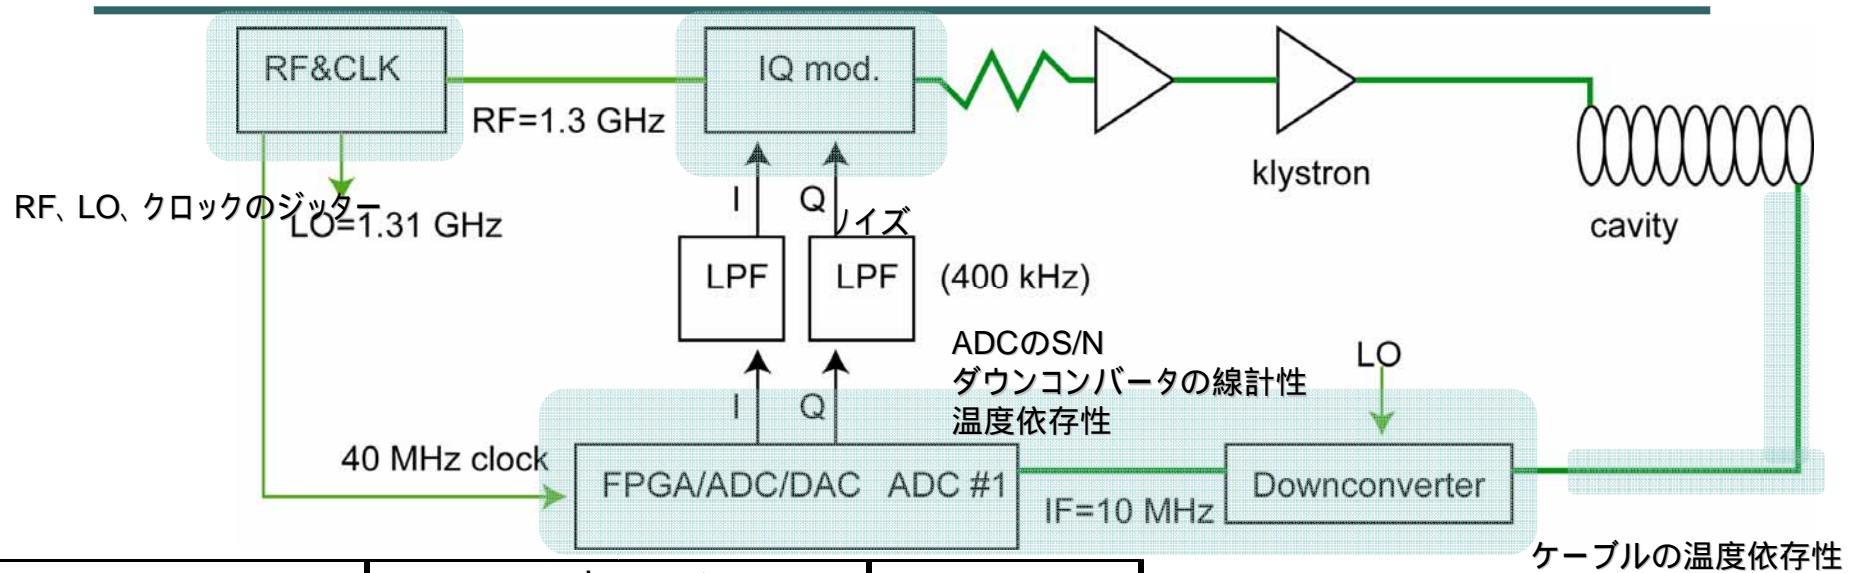 RF&CLK
IQ mod.
RF=1.3 GHz
klystron
cavity
RF、LO、クロックのジッター
LO=1.31 GHz
I
Q
ノイズ
LPF
LPF
(400 kHz)
ADCのS/N
ダウンコンバータの線計性
温度依存性
LO
I
Q
40 MHz clock
FPGA/ADC/DAC ADC #1
IF=10 MHz
Downconverter
ケーブルの温度依存性